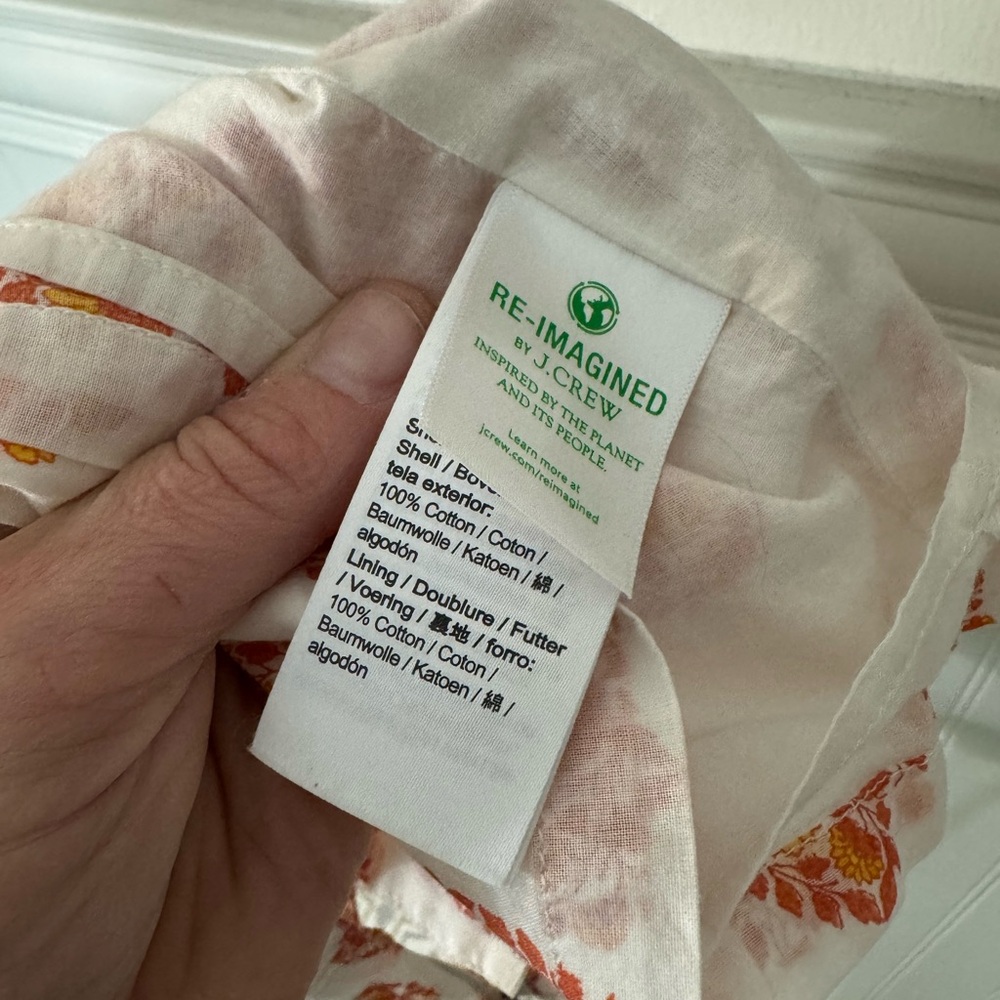 RE-IMAGINED
BY J.CREW
INSPIRED BY THE PLANET
AND ITS PEOPLE.
Learn more at
jcrew.com/reimagined
Shell /
tela exterior:
100% Cotton / Coton /
Baumwolle / Katoen / 綿 /
algodón
Lining / Doublure / Futter
/ Voering / 裏地 / forro:
100% Cotton / Coton /
Baumwolle / Katoen / 綿 /
algodón